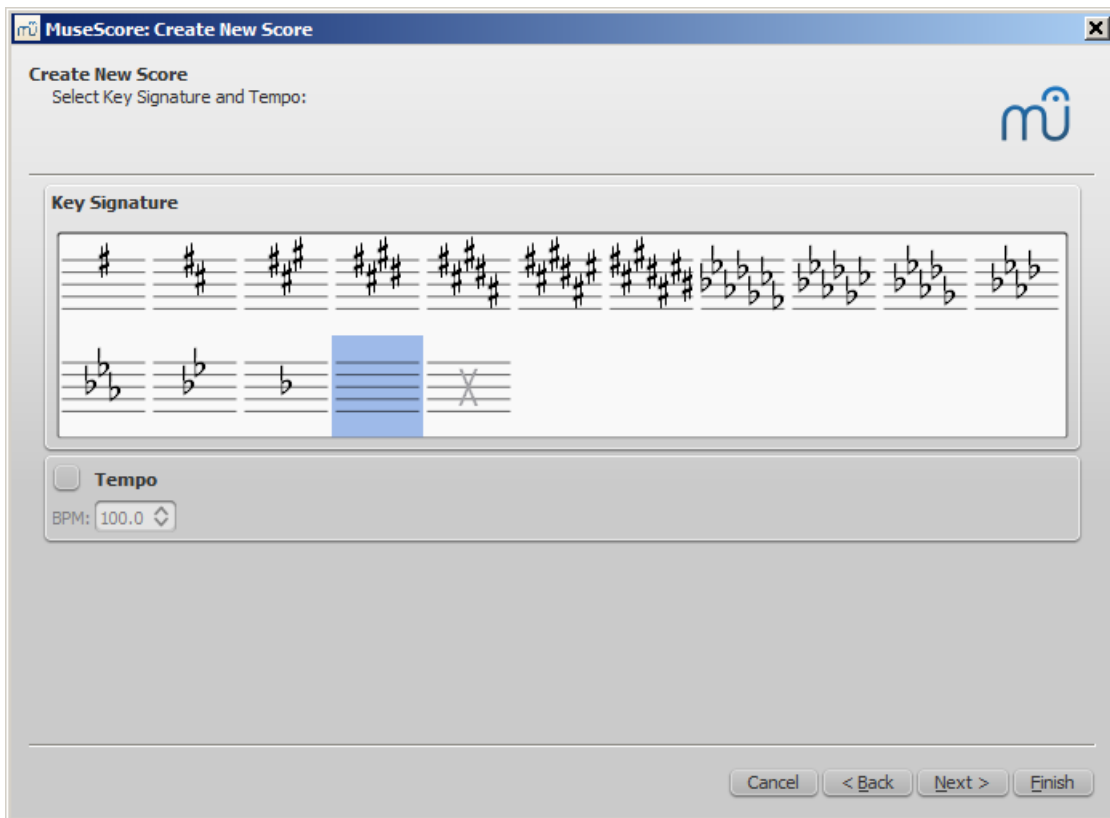 MuseScore: Create New Score
Create New Score
Select Key Signature and Tempo:
Key Signature
Tempo
BPM: 100.0
Cancel < Back Next > Finish